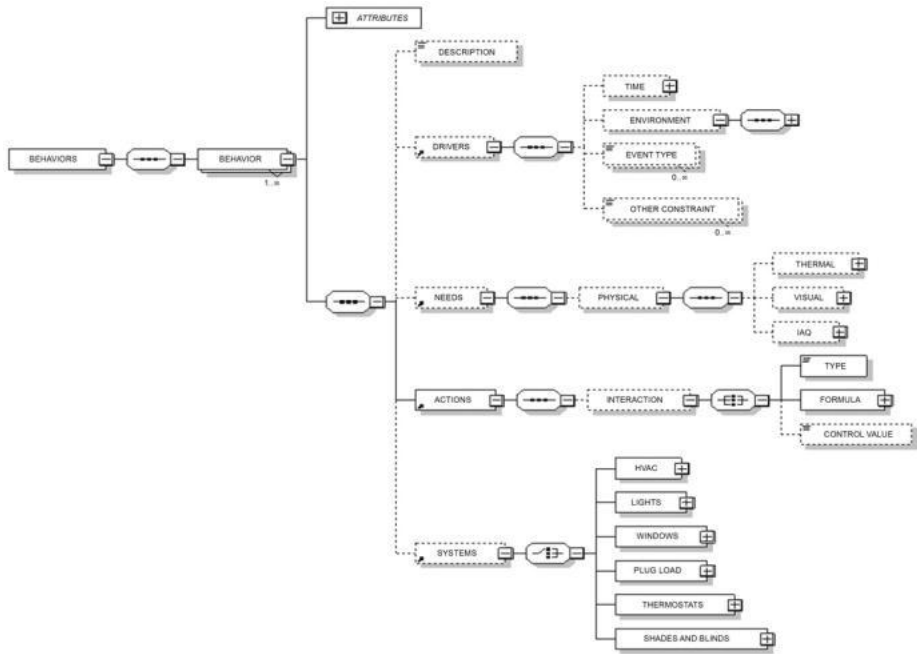 ATTRIBUTES
DESCRIPTION
TIME
ENVIRONMENT
DRIVERS
EVENT TYPE
0..∞
OTHER CONSTRAINT
0..∞
BEHAVIORS
BEHAVIOR
1..∞
THERMAL
NEEDS
PHYSICAL
VISUAL
IAQ
TYPE
ACTIONS
INTERACTION
FORMULA
CONTROL VALUE
HVAC
LIGHTS
WINDOWS
SYSTEMS
PLUG LOAD
THERMOSTATS
SHADES AND BLINDS